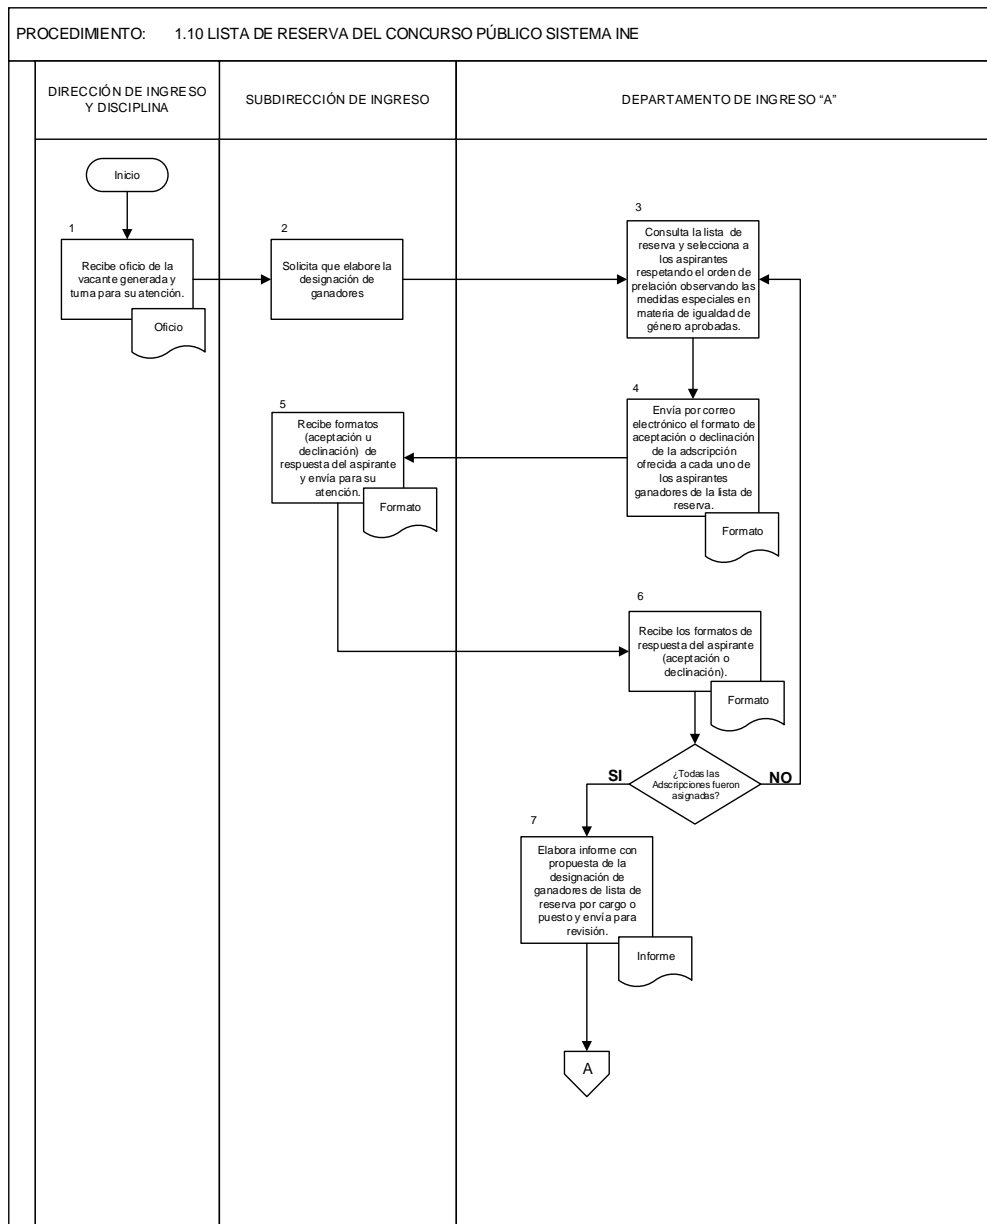 PROCEDIMIENTO: 1.10 LISTA DE RESERVA DEL CONCURSO PÚBLICO SISTEMA INE
DIRECCIÓN DE INGRESO
Y DISCIPLINA
SUBDIRECCIÓN DE INGRESO
DEPARTAMENTO DE INGRESO "A"
Inicio
1
Recibe oficio de la
vacante generada y
turna para su atención.
Oficio
2
Solicita que elabore la
designación de
ganadores
3
Consulta la lista de
reserva y selecciona a
los aspirantes
respetando el orden de
prelación observando las
medidas especiales en
materia de igualdad de
género aprobadas.
4
Envía por correo
electrónico el formato de
aceptación o declinación
de la adscripción
ofrecida a cada uno de
los aspirantes
ganadores de la lista de
reserva.
Formato
5
Recibe formatos
(aceptación u
declinación) de
respuesta del aspirante
y envía para su
atención.
Formato
6
Recibe los formatos de
respuesta del aspirante
(aceptación o
declinación).
Formato
¿Todas las
Adscripciones fueron
asignadas?
SI
NO
7
Elabora informe con
propuesta de la
designación de
ganadores de lista de
reserva por cargo o
puesto y envía para
revisión.
Informe
A